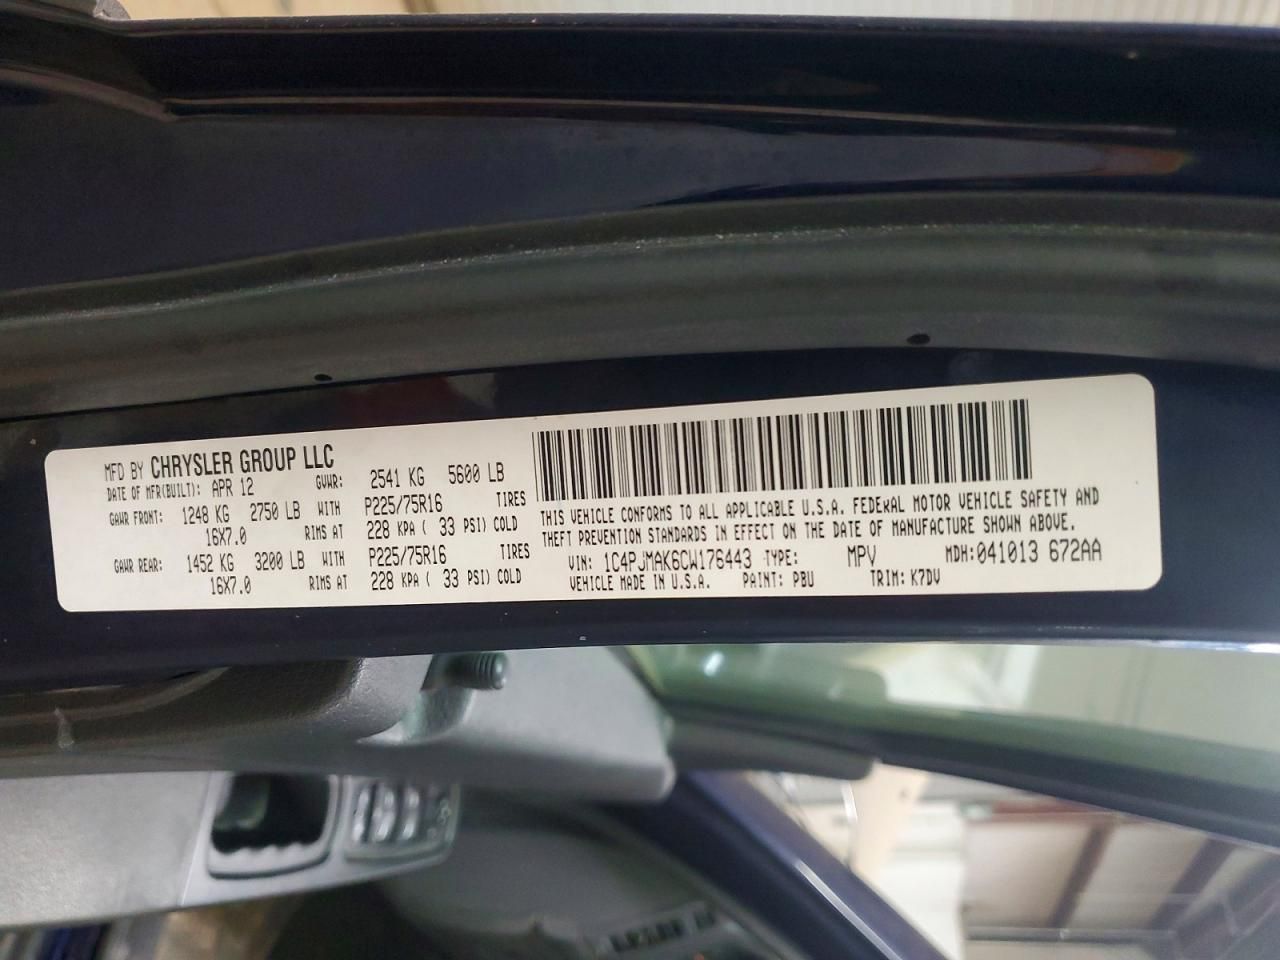 MFD BY CHRYSLER GROUP LLC
DATE OF MFR(BUILT): APR 12 GVWR: 2541 KG 5600 LB
GAWR FRONT: 1248 KG 2750 LB WITH P225/75R16 TIRES
16X7.0 RIMS AT 228 KPA ( 33 PSI) COLD
GAWR REAR: 1452 KG 3200 LB WITH P225/75R16 TIRES
16X7.0 RIMS AT 228 KPA ( 33 PSI) COLD
THIS VEHICLE CONFORMS TO ALL APPLICABLE U.S.A. FEDERAL MOTOR VEHICLE SAFETY AND
THEFT PREVENTION STANDARDS IN EFFECT ON THE DATE OF MANUFACTURE SHOWN ABOVE.
VIN: 1C4PJMAK6CW176443 TYPE: MPV MDH:041013 672AA
VEHICLE MADE IN U.S.A. PAINT: PBU TRIM: K7DV